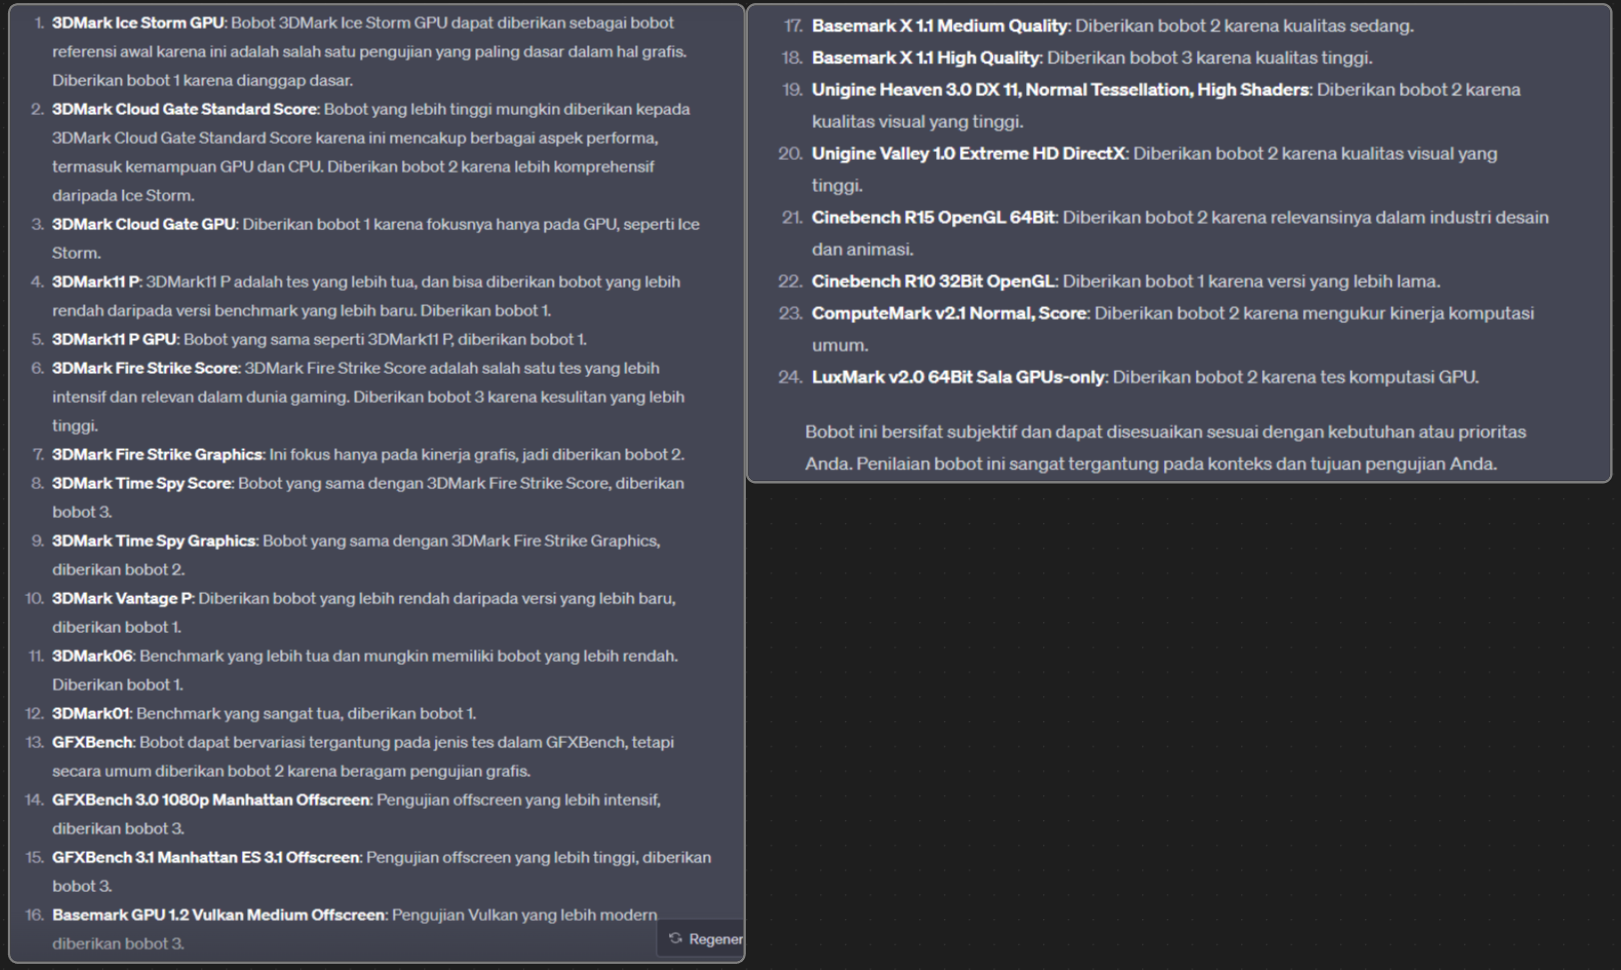 1. 3DMark Ice Storm GPU: Bobot 3DMark Ice Storm GPU dapat diberikan sebagai bobot
referensi awal karena ini adalah salah satu pengujian yang paling dasar dalam hal grafis.
Diberikan bobot 1 karena dianggap dasar.
2. 3DMark Cloud Gate Standard Score: Bobot yang lebih tinggi mungkin diberikan kepada
3DMark Cloud Gate Standard Score karena ini mencakup berbagai aspek performa,
termasuk kemampuan GPU dan CPU. Diberikan bobot 2 karena lebih komprehensif
daripada Ice Storm.
3. 3DMark Cloud Gate GPU: Diberikan bobot 1 karena fokusnya hanya pada GPU, seperti Ice
Storm.
4. 3DMark11 P: 3DMark11 P adalah tes yang lebih tua, dan bisa diberikan bobot yang lebih
rendah daripada versi benchmark yang lebih baru. Diberikan bobot 1.
5. 3DMark11 P GPU: Bobot yang sama seperti 3DMark11 P, diberikan bobot 1.
6. 3DMark Fire Strike Score: 3DMark Fire Strike Score adalah salah satu tes yang lebih
intensif dan relevan dalam dunia gaming. Diberikan bobot 3 karena kesulitan yang lebih
tinggi.
7. 3DMark Fire Strike Graphics: Ini fokus hanya pada kinerja grafis, jadi diberikan bobot 2.
8. 3DMark Time Spy Score: Bobot yang sama dengan 3DMark Fire Strike Score, diberikan
bobot 3.
9. 3DMark Time Spy Graphics: Bobot yang sama dengan 3DMark Fire Strike Graphics,
diberikan bobot 2.
10. 3DMark Vantage P: Diberikan bobot yang lebih rendah daripada versi yang lebih baru,
diberikan bobot 1.
11. 3DMark06: Benchmark yang lebih tua dan mungkin memiliki bobot yang lebih rendah.
Diberikan bobot 1.
12. 3DMark01: Benchmark yang sangat tua, diberikan bobot 1.
13. GFXBench: Bobot dapat bervariasi tergantung pada jenis tes dalam GFXBench, tetapi
secara umum diberikan bobot 2 karena beragam pengujian grafis.
14. GFXBench 3.0 1080p Manhattan Offscreen: Pengujian offscreen yang lebih intensif,
diberikan bobot 3.
15. GFXBench 3.1 Manhattan ES 3.1 Offscreen: Pengujian offscreen yang lebih tinggi, diberikan
bobot 3.
16. Basemark GPU 1.2 Vulkan Medium Offscreen: Pengujian Vulkan yang lebih modern
diberikan bobot 3.
Regener
17. Basemark X 1.1 Medium Quality: Diberikan bobot 2 karena kualitas sedang.
18. Basemark X 1.1 High Quality: Diberikan bobot 3 karena kualitas tinggi.
19. Unigine Heaven 3.0 DX 11, Normal Tessellation, High Shaders: Diberikan bobot 2 karena
kualitas visual yang tinggi.
20. Unigine Valley 1.0 Extreme HD DirectX: Diberikan bobot 2 karena kualitas visual yang
tinggi.
21. Cinebench R15 OpenGL 64Bit: Diberikan bobot 2 karena relevansinya dalam industri desain
dan animasi.
22. Cinebench R10 32Bit OpenGL: Diberikan bobot 1 karena versi yang lebih lama.
23. ComputeMark v2.1 Normal, Score: Diberikan bobot 2 karena mengukur kinerja komputasi
umum.
24. LuxMark v2.0 64Bit Sala GPUs-only: Diberikan bobot 2 karena tes komputasi GPU.
Bobot ini bersifat subjektif dan dapat disesuaikan sesuai dengan kebutuhan atau prioritas
Anda. Penilaian bobot ini sangat tergantung pada konteks dan tujuan pengujian Anda.